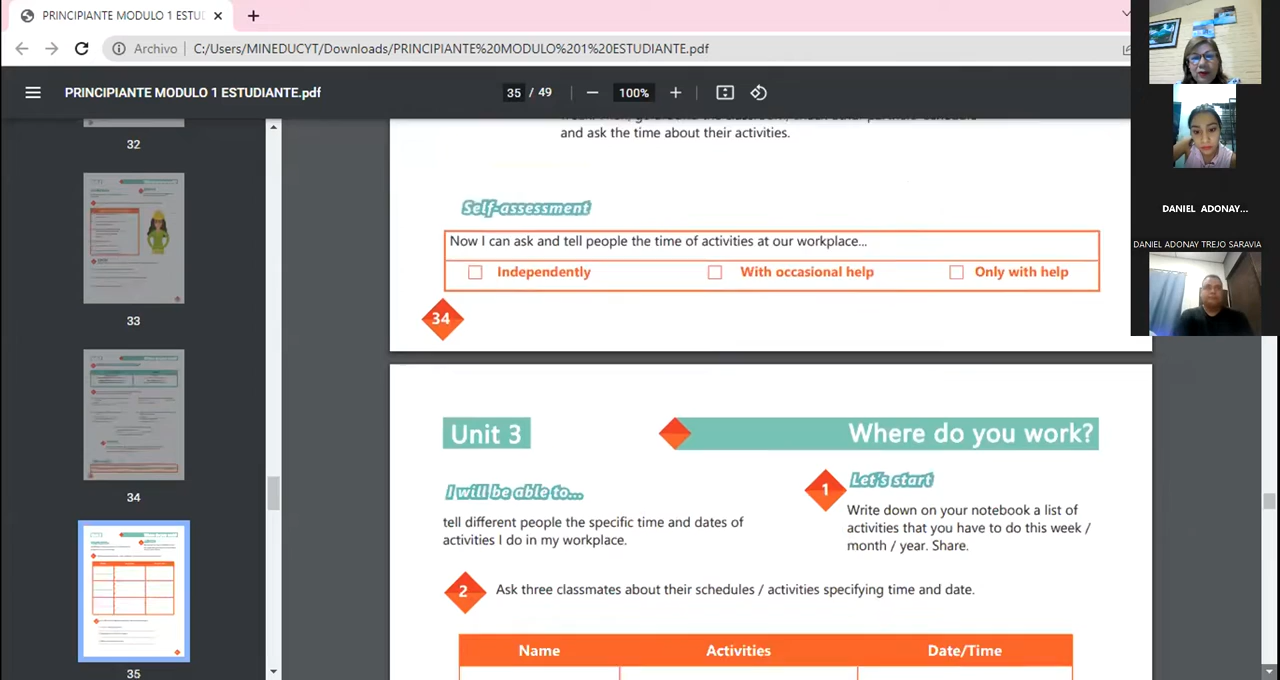 PRINCIPIANTE MODULO 1 ESTU
Archivo
C:/Users/MINEDUCYT/Downloads/PRINCIPIANTE%20MODULO%201%20ESTUDIANTE.pdf
PRINCIPIANTE MODULO 1 ESTUDIANTE.pdf
35 / 49
100%
32
33
34
35
and ask the time about their activities.
Self-assessment
Now I can ask and tell people the time of activities at our workplace...
Independently
With occasional help
Only with help
34
Unit 3
Where do you work?
I will be able to...
tell different people the specific time and dates of
activities I do in my workplace.
1
Let's start
Write down on your notebook a list of
activities that you have to do this week /
month / year. Share.
2
Ask three classmates about their schedules / activities specifying time and date.
Name
Activities
Date/Time
DANIEL ADONAY...
DANIEL ADONAY TREJO SARAVIA